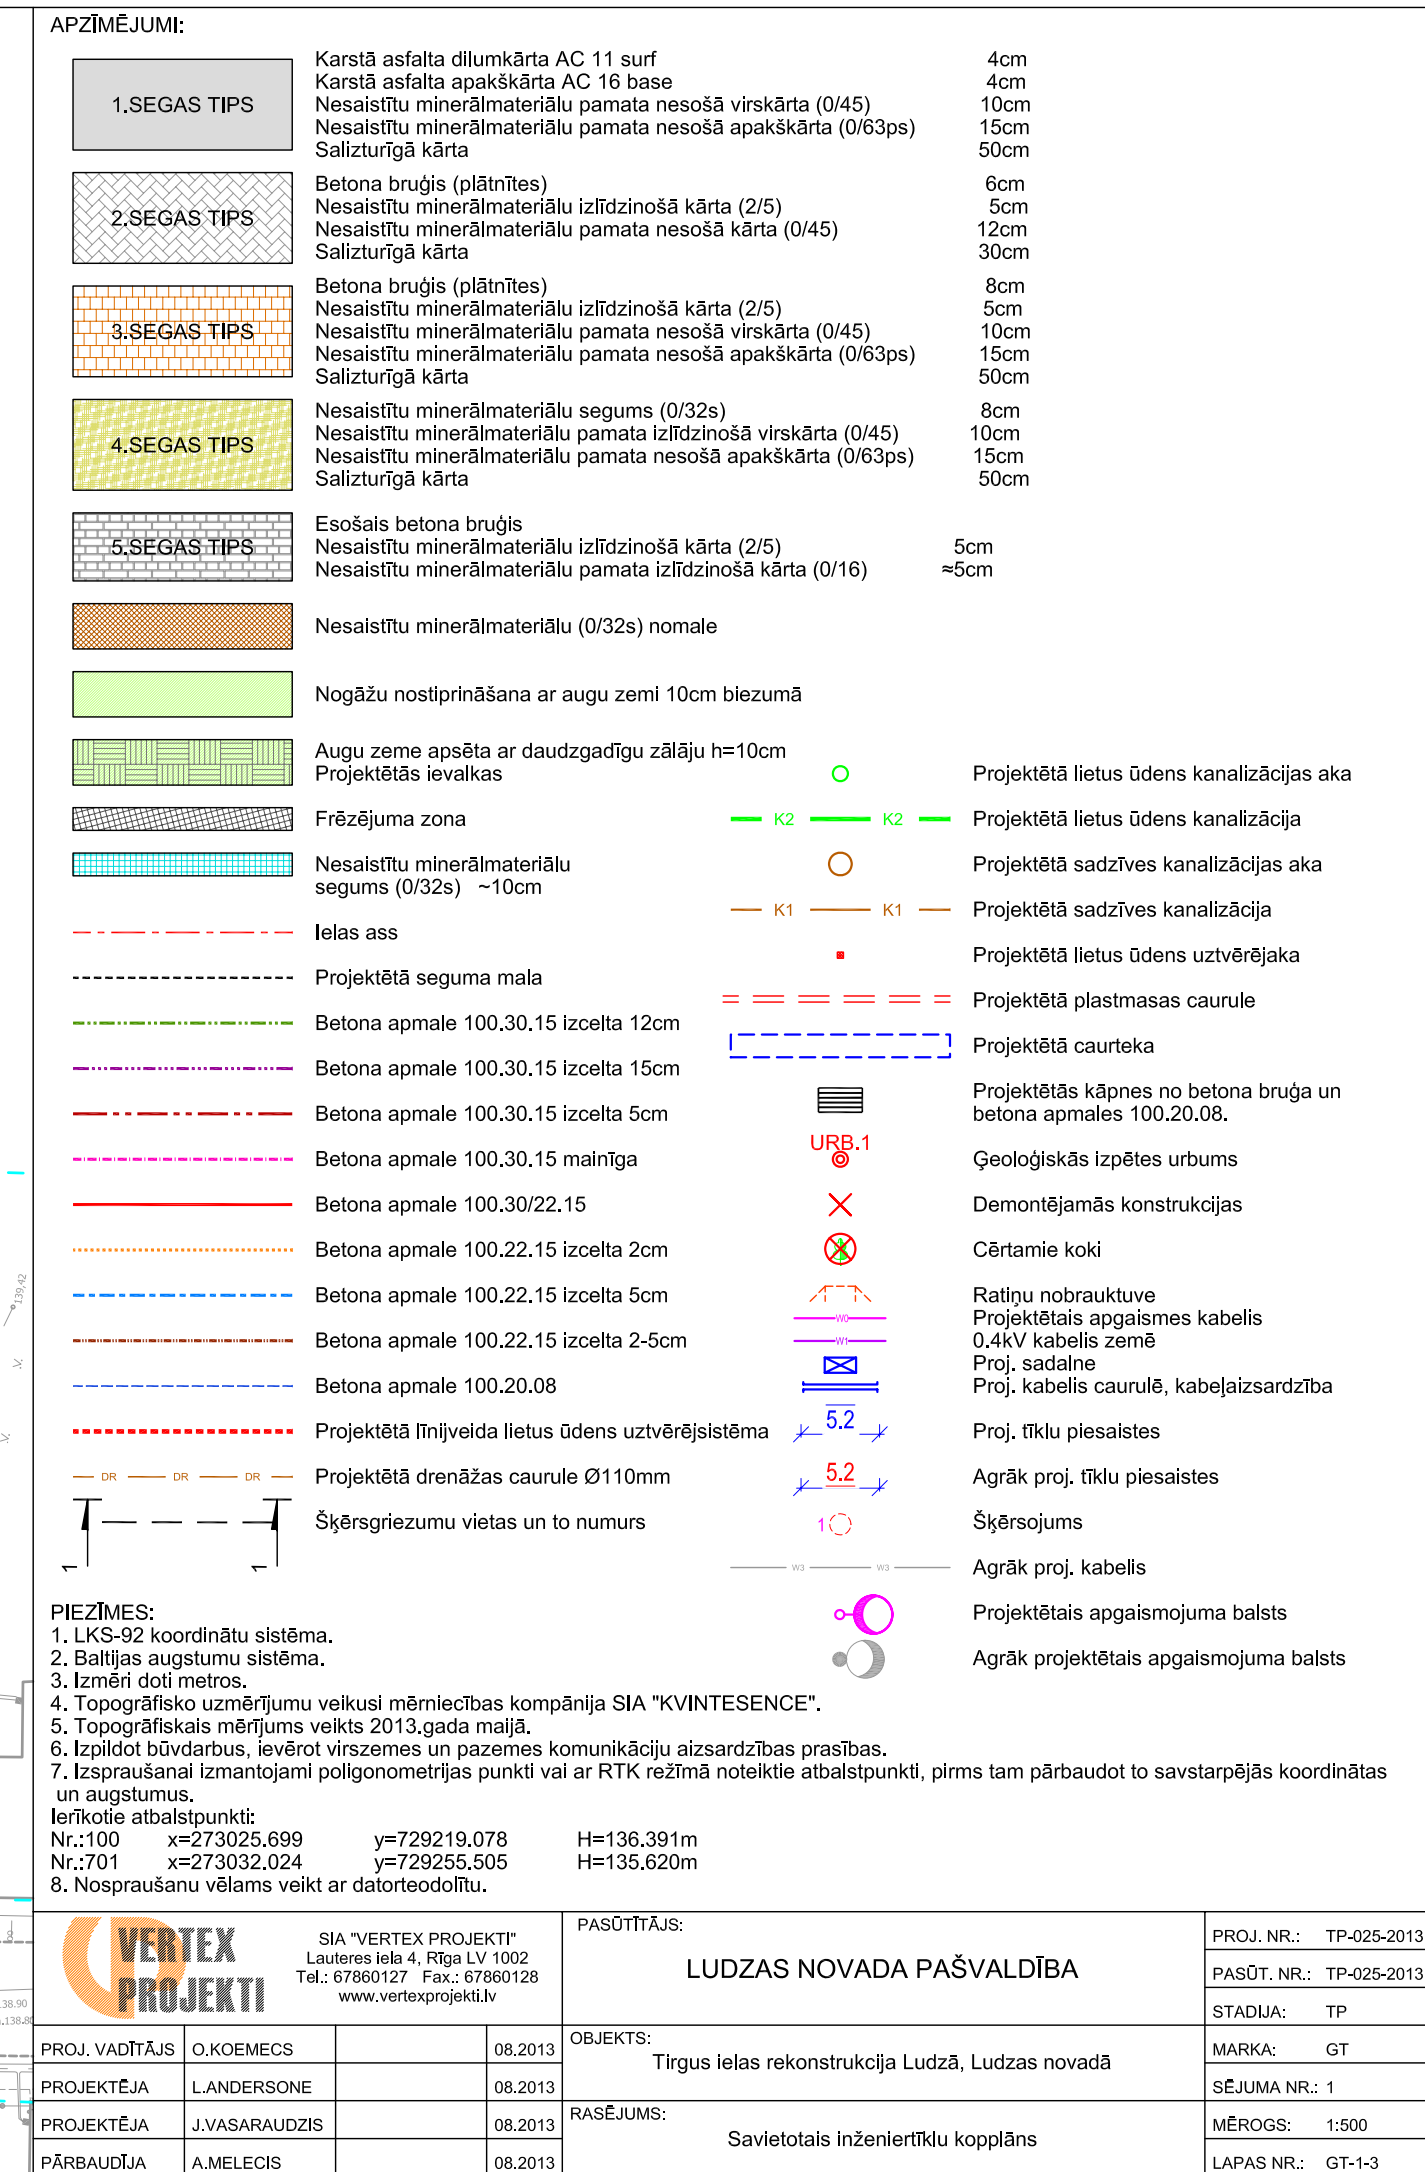 APZĪMĒJUMI:
1.SEGAS TIPS
Karstā asfalta dilumkārta AC 11 surf 4cm
Karstā asfalta apakškārta AC 16 base 4cm
Nesaistītu minerālmateriālu pamata nesošā virskārta (0/45) 10cm
Nesaistītu minerālmateriālu pamata nesošā apakškārta (0/63ps) 15cm
Salizturīgā kārta 50cm
2.SEGAS TIPS
Betona bruģis (plātnītes) 6cm
Nesaistītu minerālmateriālu izlīdzinošā kārta (2/5) 5cm
Nesaistītu minerālmateriālu pamata nesošā kārta (0/45) 12cm
Salizturīgā kārta 30cm
3.SEGAS TIPS
Betona bruģis (plātnītes) 8cm
Nesaistītu minerālmateriālu izlīdzinošā kārta (2/5) 5cm
Nesaistītu minerālmateriālu pamata nesošā virskārta (0/45) 10cm
Nesaistītu minerālmateriālu pamata nesošā apakškārta (0/63ps) 15cm
Salizturīgā kārta 50cm
4.SEGAS TIPS
Nesaistītu minerālmateriālu segums (0/32s) 8cm
Nesaistītu minerālmateriālu pamata izlīdzinošā virskārta (0/45) 10cm
Nesaistītu minerālmateriālu pamata nesošā apakškārta (0/63ps) 15cm
Salizturīgā kārta 50cm
5.SEGAS TIPS
Esošais betona bruģis
Nesaistītu minerālmateriālu izlīdzinošā kārta (2/5) 5cm
Nesaistītu minerālmateriālu pamata izlīdzinošā kārta (0/16) ≈5cm
Nesaistītu minerālmateriālu (0/32s) nomale
Nogāžu nostiprināšana ar augu zemi 10cm biezumā
Augu zeme apsēta ar daudzgadīgu zālāju h=10cm
Projektētās ievalkas
Frēzējuma zona
Nesaistītu minerālmateriālu
segums (0/32s) ~10cm
Ielas ass
Projektētā seguma mala
Betona apmale 100.30.15 izcelta 12cm
Betona apmale 100.30.15 izcelta 15cm
Betona apmale 100.30.15 izcelta 5cm
Betona apmale 100.30.15 mainīga
Betona apmale 100.30/22.15
Betona apmale 100.22.15 izcelta 2cm
Betona apmale 100.22.15 izcelta 5cm
Betona apmale 100.22.15 izcelta 2-5cm
Betona apmale 100.20.08
Projektētā līnijveida lietus ūdens uztvērējsistēma
DR DR DR Projektētā drenāžas caurule Ø110mm
1 1 Šķērsgriezumu vietas un to numurs
Projektētā lietus ūdens kanalizācijas aka
K2 K2 Projektētā lietus ūdens kanalizācija
Projektētā sadzīves kanalizācijas aka
K1 K1 Projektētā sadzīves kanalizācija
Projektētā lietus ūdens uztvērējaka
Projektētā plastmasas caurule
Projektētā caurteka
Projektētās kāpnes no betona bruģa un
betona apmales 100.20.08.
URB.1
Ģeoloģiskās izpētes urbums
Demontējamās konstrukcijas
Cērtamie koki
Ratiņu nobrauktuve
W0 Projektētais apgaismes kabelis
W1 0.4kV kabelis zemē
Proj. sadalne
Proj. kabelis caurulē, kabeļaizsardzība
5.2 Proj. tīklu piesaistes
5.2 Agrāk proj. tīklu piesaistes
1 Šķērsojums
W3 W3 Agrāk proj. kabelis
Projektētais apgaismojuma balsts
Agrāk projektētais apgaismojuma balsts
139,42
.V.
.V.
PIEZĪMES:
1. LKS-92 koordinātu sistēma.
2. Baltijas augstumu sistēma.
3. Izmēri doti metros.
4. Topogrāfisko uzmērījumu veikusi mērniecības kompānija SIA "KVINTESENCE".
5. Topogrāfiskais mērījums veikts 2013.gada maijā.
6. Izpildot būvdarbus, ievērot virszemes un pazemes komunikāciju aizsardzības prasības.
7. Izspraušanai izmantojami poligonometrijas punkti vai ar RTK režīmā noteiktie atbalstpunkti, pirms tam pārbaudot to savstarpējās koordinātas
un augstumus.
Ierīkotie atbalstpunkti:
Nr.:100 x=273025.699 y=729219.078 H=136.391m
Nr.:701 x=273032.024 y=729255.505 H=135.620m
8. Nospraušanu vēlams veikt ar datorteodolītu.
VERTEX
PROJEKTI
SIA "VERTEX PROJEKTI"
Lauteres iela 4, Rīga LV 1002
Tel.: 67860127 Fax.: 67860128
www.vertexprojekti.lv
PASŪTĪTĀJS:
LUDZAS NOVADA PAŠVALDĪBA
PROJ. NR.: TP-025-2013
PASŪT. NR.: TP-025-2013
STADIJA: TP
PROJ. VADĪTĀJS O.KOEMECS 08.2013
PROJEKTĒJA L.ANDERSONE 08.2013
PROJEKTĒJA J.VASARAUDZIS 08.2013
PĀRBAUDĪJA A.MELECIS 08.2013
OBJEKTS:
Tirgus ielas rekonstrukcija Ludzā, Ludzas novadā
RASĒJUMS:
Savietotais inženiertīklu kopplāns
MARKA: GT
SĒJUMA NR.: 1
MĒROGS: 1:500
LAPAS NR.: GT-1-3